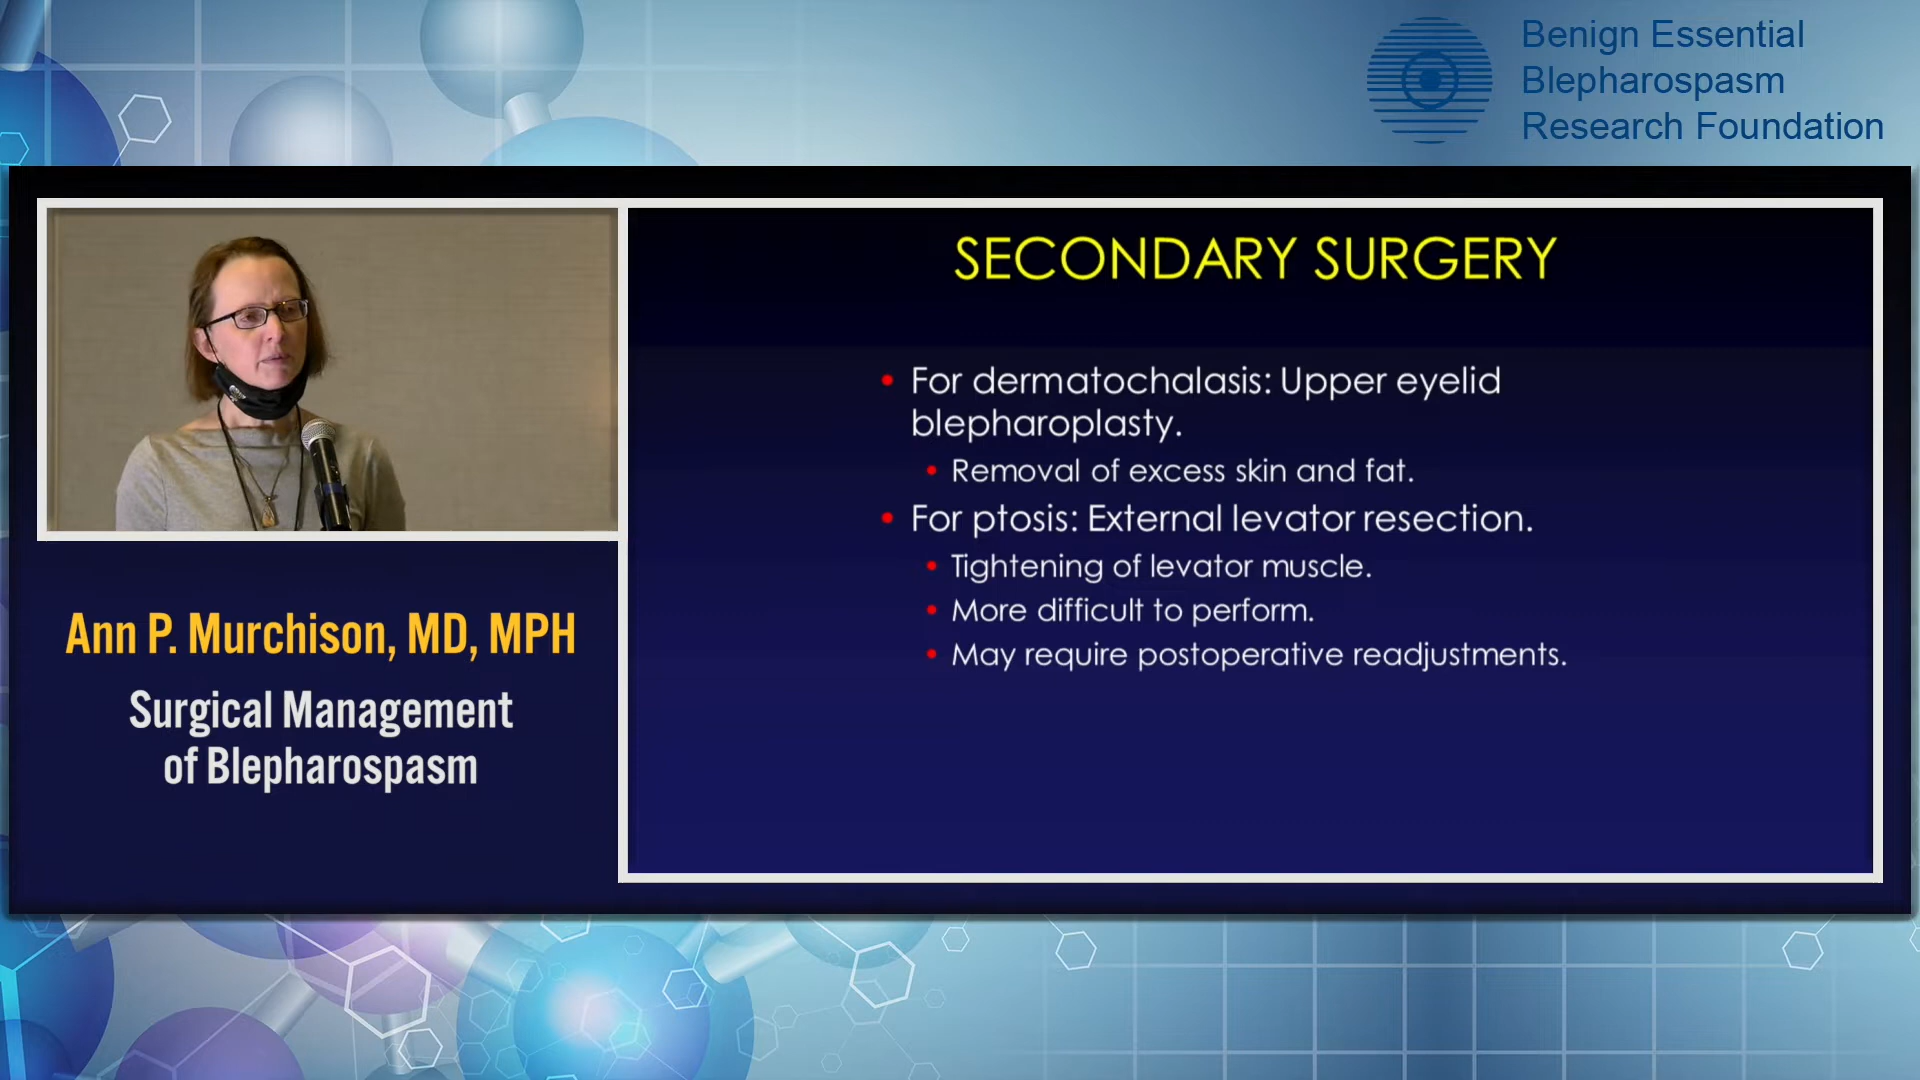 Benign Essential
Blepharospasm
Research Foundation
SECONDARY SURGERY
• For dermatochalasis: Upper eyelid
blepharoplasty.
• Removal of excess skin and fat.
• For ptosis: External levator resection.
• Tightening of levator muscle.
• More difficult to perform.
• May require postoperative readjustments.
Ann P. Murchison, MD, MPH
Surgical Management
of Blepharospasm